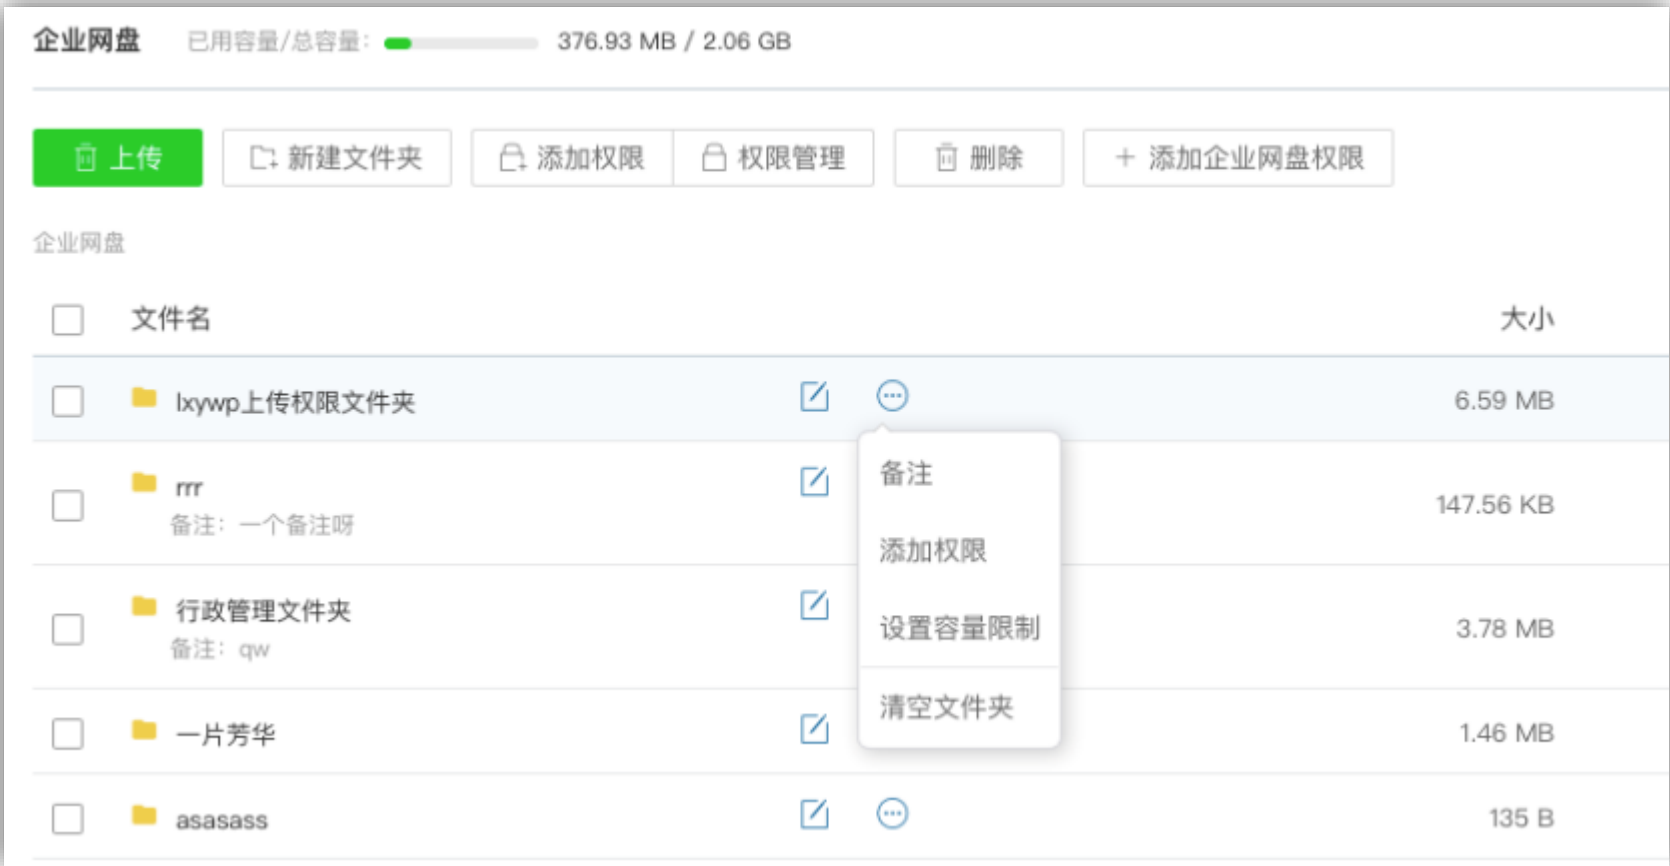 企业网盘 已用容量/总容量: 376.93 MB / 2.06 GB
上传 新建文件夹 添加权限 权限管理 删除 + 添加企业网盘权限
企业网盘
文件名 大小
lxywp上传权限文件夹 6.59 MB
备注
rrr 147.56 KB
备注：一个备注呀
添加权限
行政管理文件夹 3.78 MB
设置容量限制
备注：qw
清空文件夹
一片芳华 1.46 MB
asasass 135 B